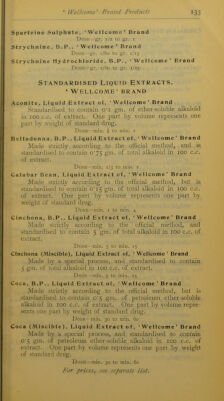 ' Wellcome' Brand Products 133
Sparteine Sulphate, 'Wellcome' Brand
Dose—gr. 1/2 to gr. 1
Strychnine, B.P., 'Wellcome' Brand
Dose—gr. 1/60 to gr. 1/15
Strychnine Hydrochloride, B.P., 'Wellcome' Brand
Dose—gr. 1/60 to gr. 1/15
STANDARDISED LIQUID EXTRACTS,
'WELLCOME' BRAND
Aconite, Liquid Extract of, 'Wellcome' Brand
Standardised to contain gm. of ether-soluble alkaloid
in 100 c.c. of extract. One part by volume represents one
part by weight of standard drug.
Dose—min. to min.
Belladonna, B.P., Liquid Extract of, 'Wellcome' Brand
Made strictly according to the official method, and is
standardised to contain 0'75 gm. of total alkaloid in 100 c.c.
of extract.
Dose—min. to min. 1
Calabar Bean, Liquid Extract of, 'Wellcome' Brand
Made strictly according to the official method, but is
standardised to contain 0'15 gm. of total alkaloid in 100 c.c.
of extract. One part by volume represents one part by
weight of standard drug.
Dose—min. 1 to min. 4
Cinchona, B.P., Liquid Extract of, 'Wellcome' Brand
Made strictly according to the official method, and
standardised to contain 5 gm. of total alkaloid in 100 c.c. of
extract.
Dose—min. 5 to min. 15
Cinchona (Miscible), Liquid Extract of, 'Wellcome' Brand
Made by a special process, and standardised to contain
5 gm. of total alkaloid in 100 c.c. of extract.
Dose—min. 5 to min. 15
Coca, B.P., Liquid Extract of, 'Wellcome' Brand
Made strictly according to the official method, but is
standardised to contain 0'5 gm. of petroleum ether-soluble
alkaloid in 100 c.c. of extract. One part by volume repre-
sents one part by weight of standard drug.
Dose—min. 30 to min. 60
Coca (Miscible), Liquid Extract of, 'Wellcome' Brand
Made by a special process, and standardised to contain
0'5 gm. of petroleum ether-soluble alkaloid in 100 c.c. of
extract. One part by volume represents one part by weight
of standard drug.
Dose—min. 30 to min. 60
For prices, see separate list.